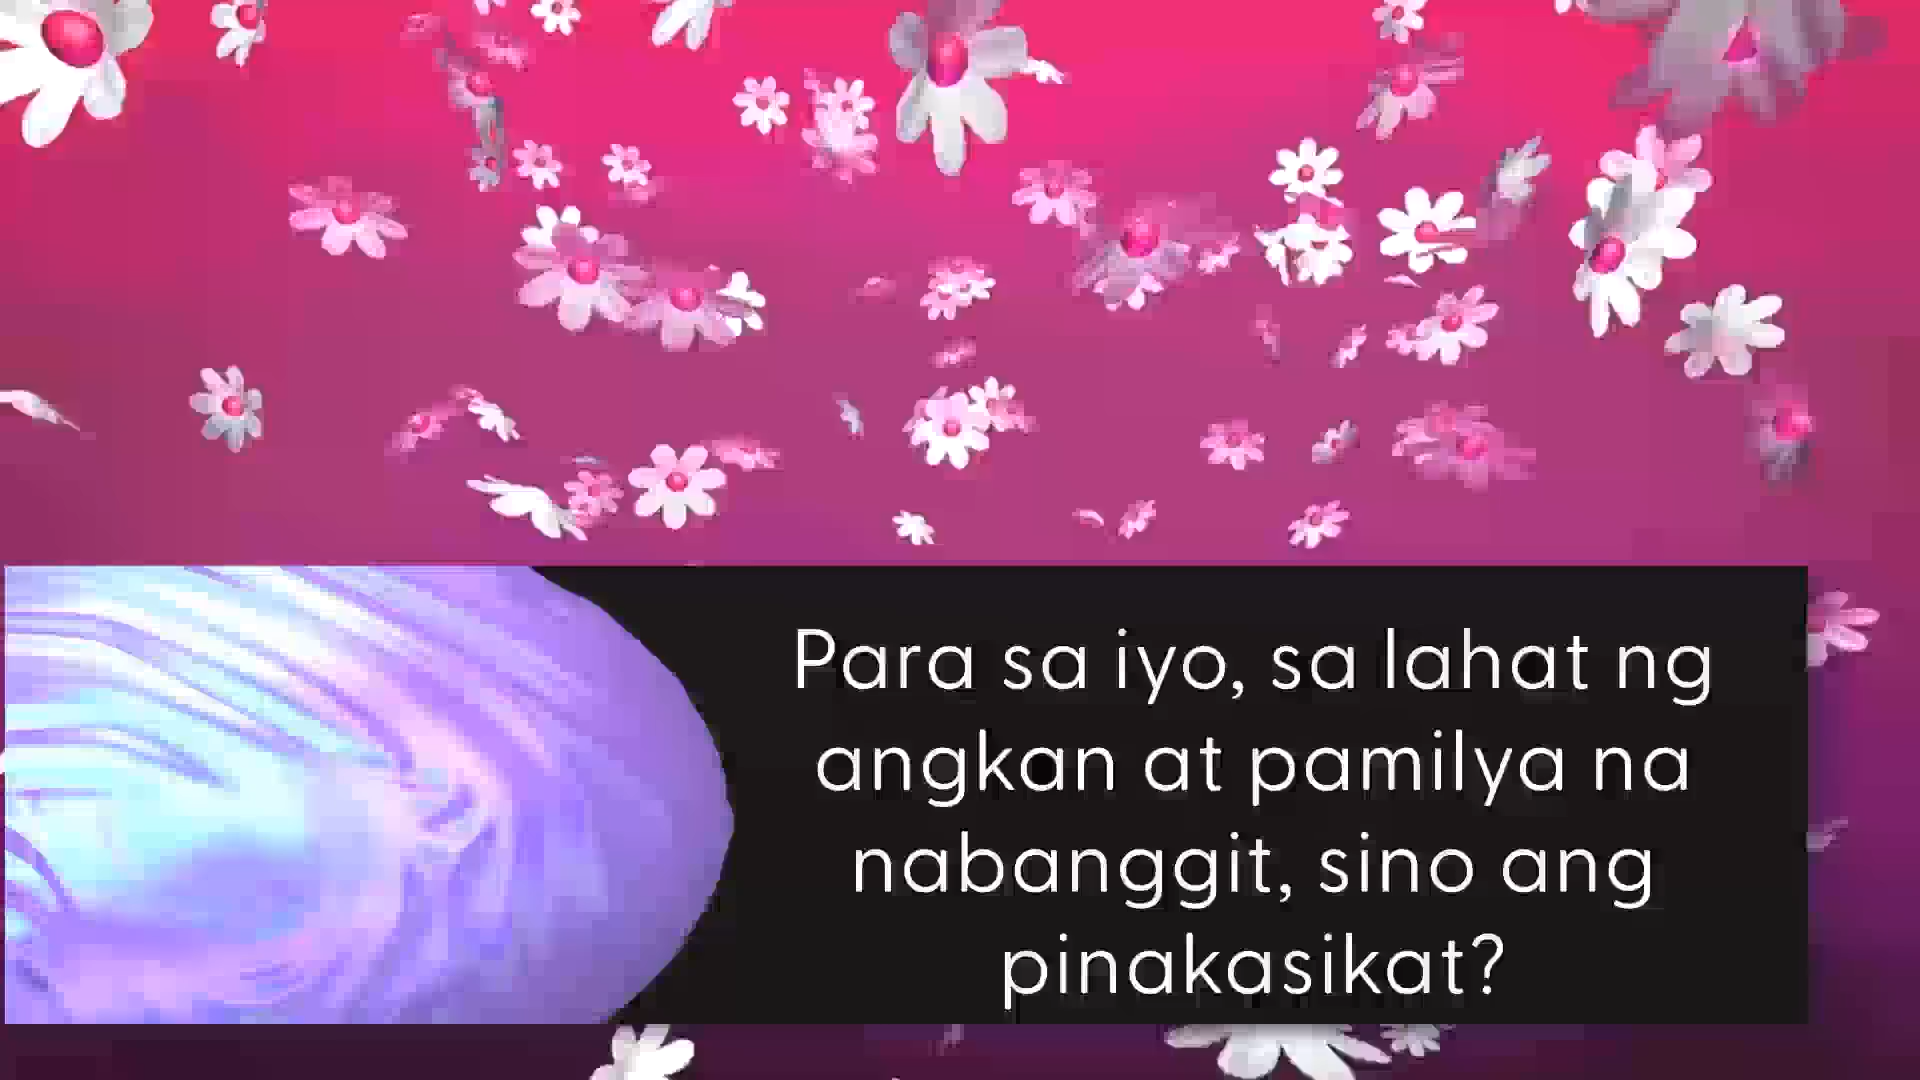 Para sa iyo, sa lahat ng
angkan at pamilya na
nabanggit, sino ang
pinakasikat?